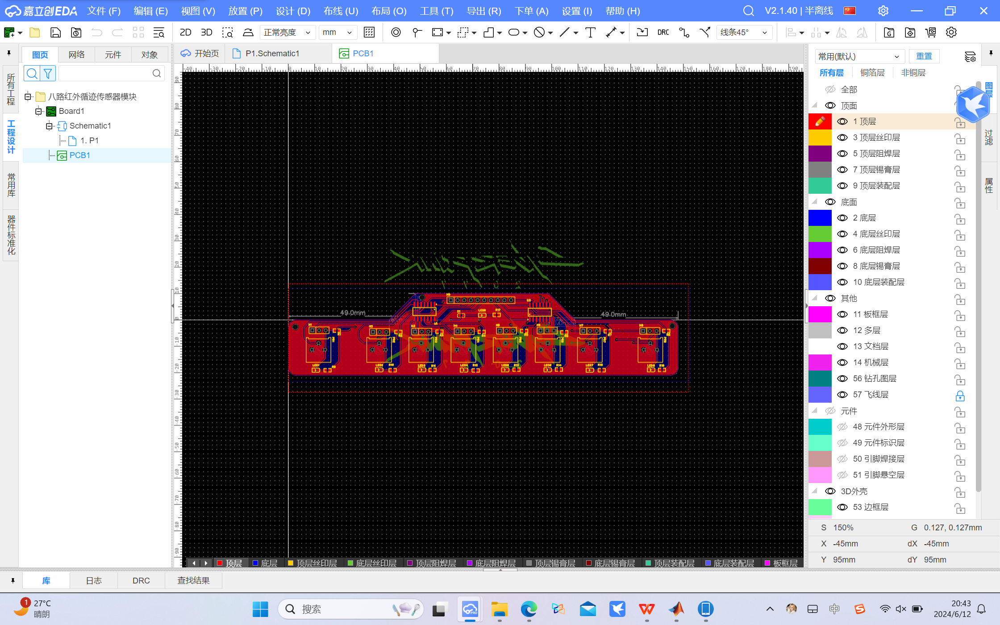 嘉立创EDA 文件 (F) 编辑 (E) 视图 (V) 放置 (P) 设计 (D) 布线 (U) 布局 (O) 工具 (T) 导出 (R) 下单 (A) 设置 (I) 帮助 (H) V2.1.40 | 半离线
2D 3D 正常亮度 mm DRC 线条45°
图页 网络 元件 对象
开始页 P1.Schematic1 PCB1
所有工程
工程设计
常用库
器件标准化
八路红外循迹传感器模块
Board1
Schematic1
1. P1
PCB1
49.0mm
49.0mm
常用(默认) 重置
所有层 铜箔层 非铜层
图层
过滤
属性
全部
顶面
1 顶层
3 顶层丝印层
5 顶层阻焊层
7 顶层锡膏层
9 顶层装配层
底面
2 底层
4 底层丝印层
6 底层阻焊层
8 底层锡膏层
10 底层装配层
其他
11 板框层
12 多层
13 文档层
14 机械层
56 钻孔图层
57 飞线层
元件
48 元件外形层
49 元件标识层
50 引脚焊接层
51 引脚悬空层
3D外壳
53 边框层
S 150% G 0.127, 0.127mm
X -45mm dX -45mm
Y 95mm dY 95mm
顶层 底层 顶层丝印层 底层丝印层 顶层阻焊层 底层阻焊层 顶层锡膏层 底层锡膏层 顶层装配层 底层装配层 板框层
库 日志 DRC 查找结果
1 27°C
晴朗
搜索
PRO
中
20:43
2024/6/12